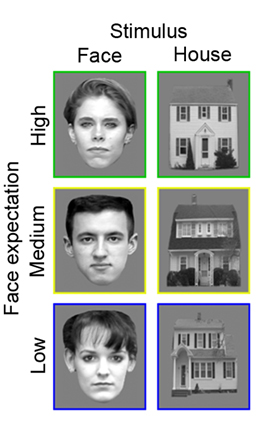 Stimulus
Face House
Face expectation
High
Medium
Low